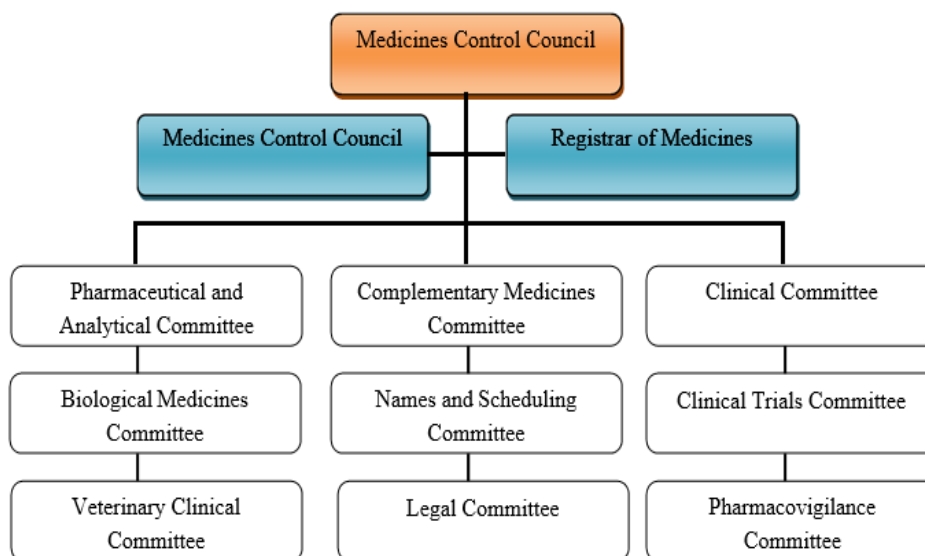 Medicines Control Council
Medicines Control Council
Registrar of Medicines
Pharmaceutical and
Analytical Committee
Complementary Medicines
Committee
Clinical Committee
Biological Medicines
Committee
Names and Scheduling
Committee
Clinical Trials Committee
Veterinary Clinical
Committee
Legal Committee
Pharmacovigilance
Committee